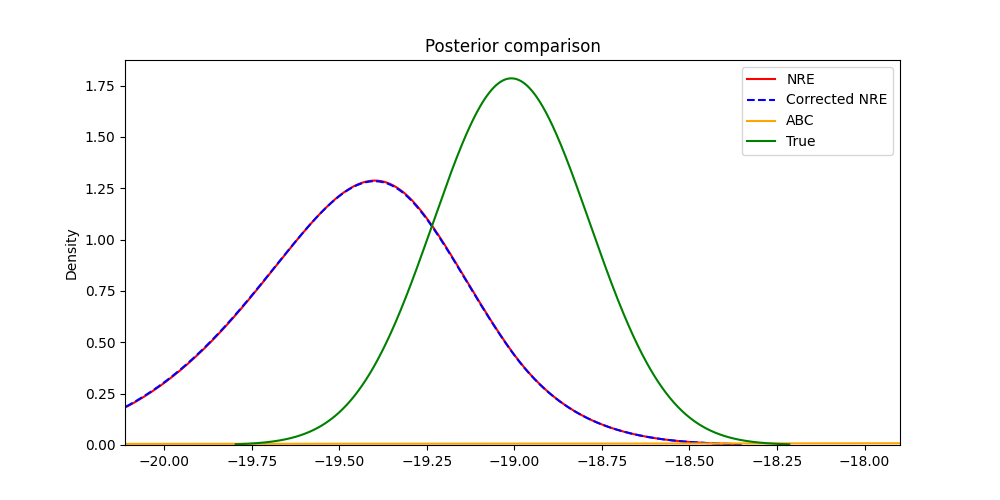 Posterior comparison
NRE
Corrected NRE
ABC
True
Density
1.75
1.50
1.25
1.00
0.75
0.50
0.25
0.00
−20.00 −19.75 −19.50 −19.25 −19.00 −18.75 −18.50 −18.25 −18.00